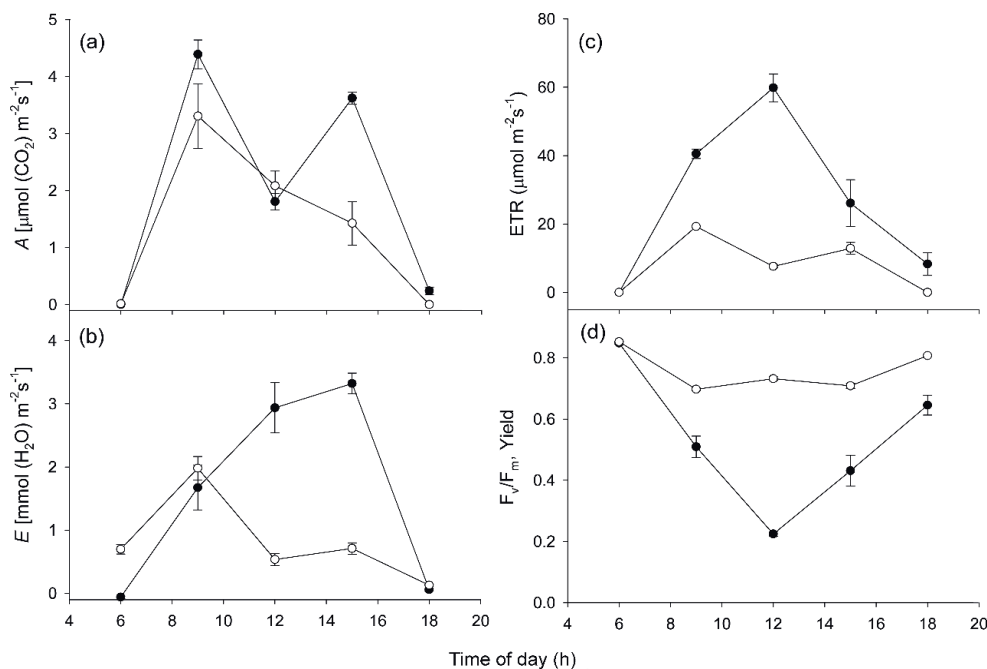 (a)
A [μmol (CO₂) m⁻²s⁻¹]
5
4
3
2
1
0
(b)
E [mmol (H₂O) m⁻²s⁻¹]
4
3
2
1
0
4 6 8 10 12 14 16 18 20
(c)
ETR (μmol m⁻²s⁻¹)
80
60
40
20
0
(d)
Fᵥ/Fₘ, Yield
0.8
0.6
0.4
0.2
0.0
4 6 8 10 12 14 16 18 20
Time of day (h)